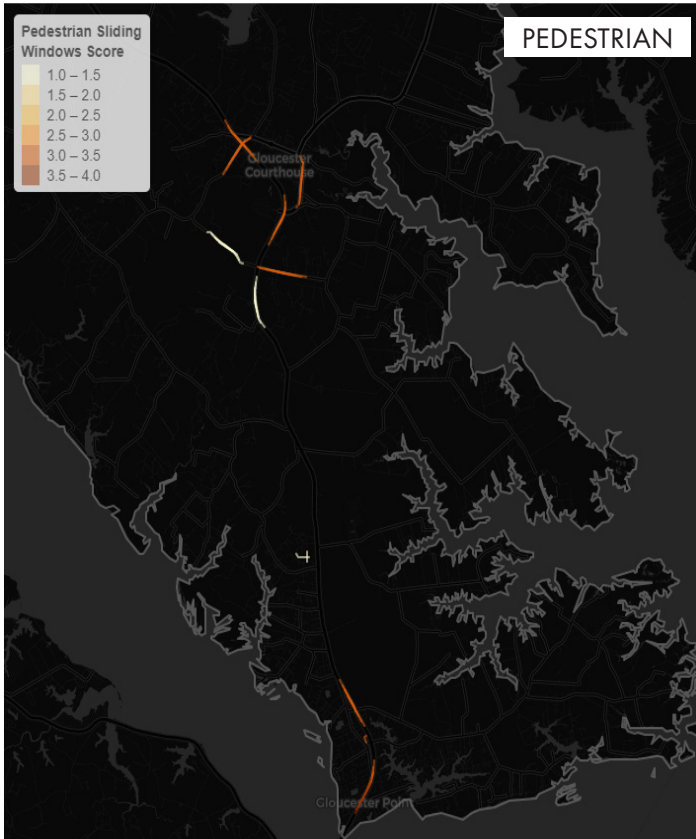 Pedestrian Sliding
Windows Score
1.0 – 1.5
1.5 – 2.0
2.0 – 2.5
2.5 – 3.0
3.0 – 3.5
3.5 – 4.0
PEDESTRIAN
Gloucester
Courthouse
Gloucester Point